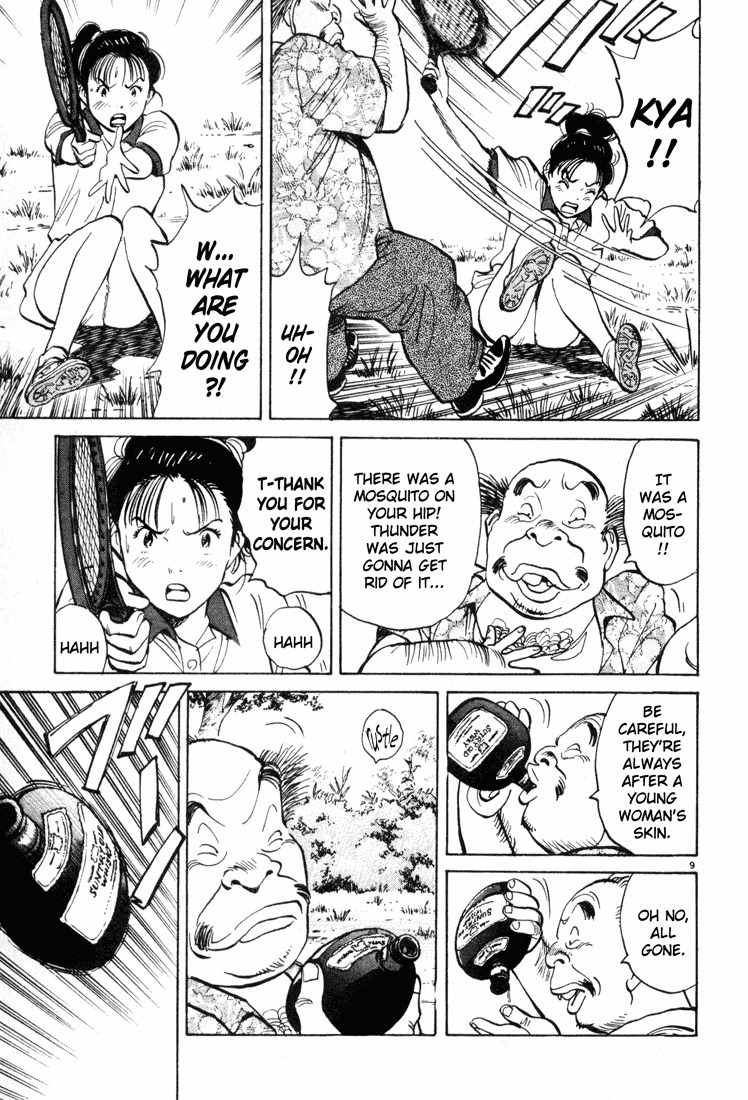 KYA
!!
UH-
OH
!!
W...
WHAT
ARE
YOU
DOING
?!
IT
WAS A
MOS-
QUITO
!!
THERE WAS A
MOSQUITO ON
YOUR HIP!
THUNDER
WAS JUST
GONNA GET
RID OF IT...
T-THANK
YOU FOR
YOUR
CONCERN.
HAHH
HAHH
BE
CAREFUL,
THEY'RE
ALWAYS
AFTER A
YOUNG
WOMAN'S
SKIN.
9
OH NO,
ALL
GONE.
rustle